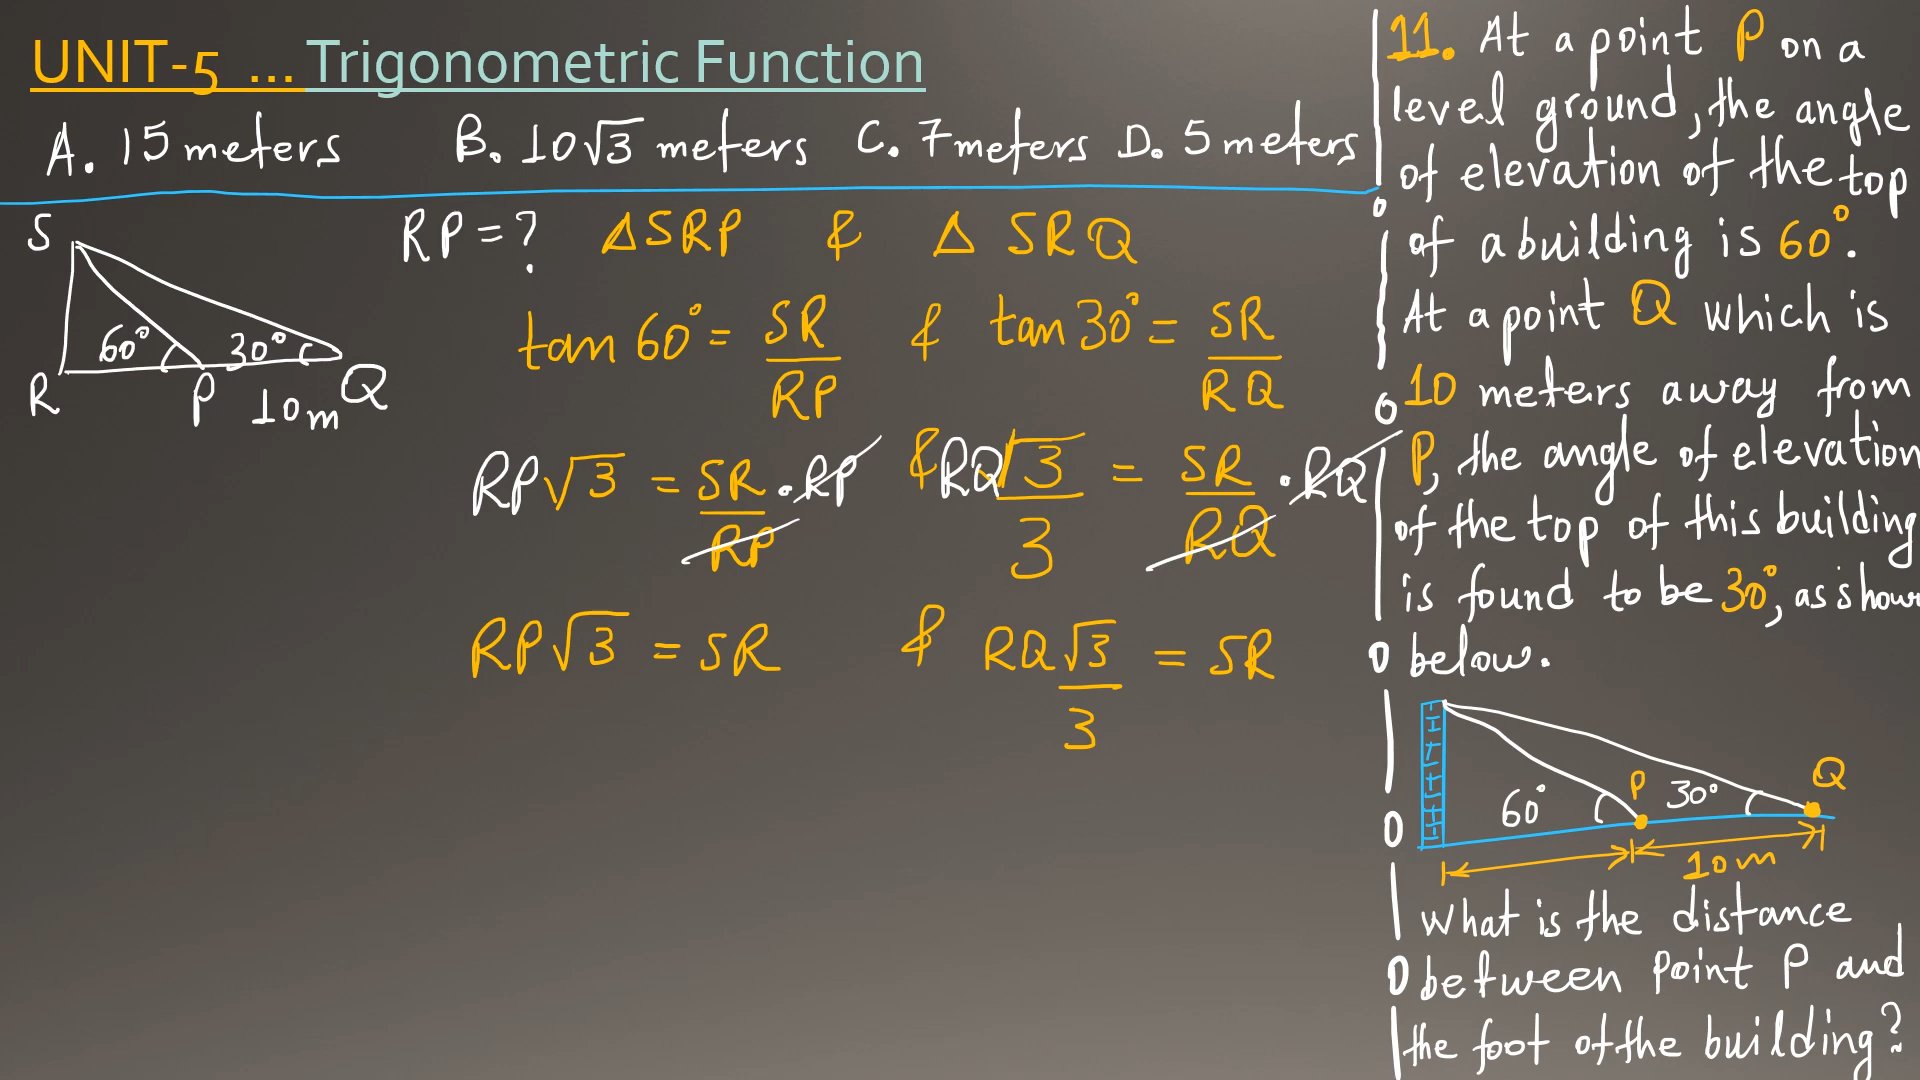 UNIT-5 ... Trigonometric Function
A. 15 meters B. 10√3 meters C. 7 meters D. 5 meters
S
60° 30°
R P 10m Q
RP = ? ΔSRP & Δ SRQ
tan 60° = SR/RP & tan 30° = SR/RQ
RP√3 = SR/RP · RP & RQ √3/3 = SR/RQ · RQ
RP√3 = SR & RQ √3/3 = SR
11. At a point P on a
level ground, the angle
of elevation of the top
of a building is 60°.
At a point Q which is
10 meters away from
P, the angle of elevation
of the top of this building
is found to be 30°, as shown
below.
60° P 30° Q
10m
What is the distance
between point P and
the foot of the building?